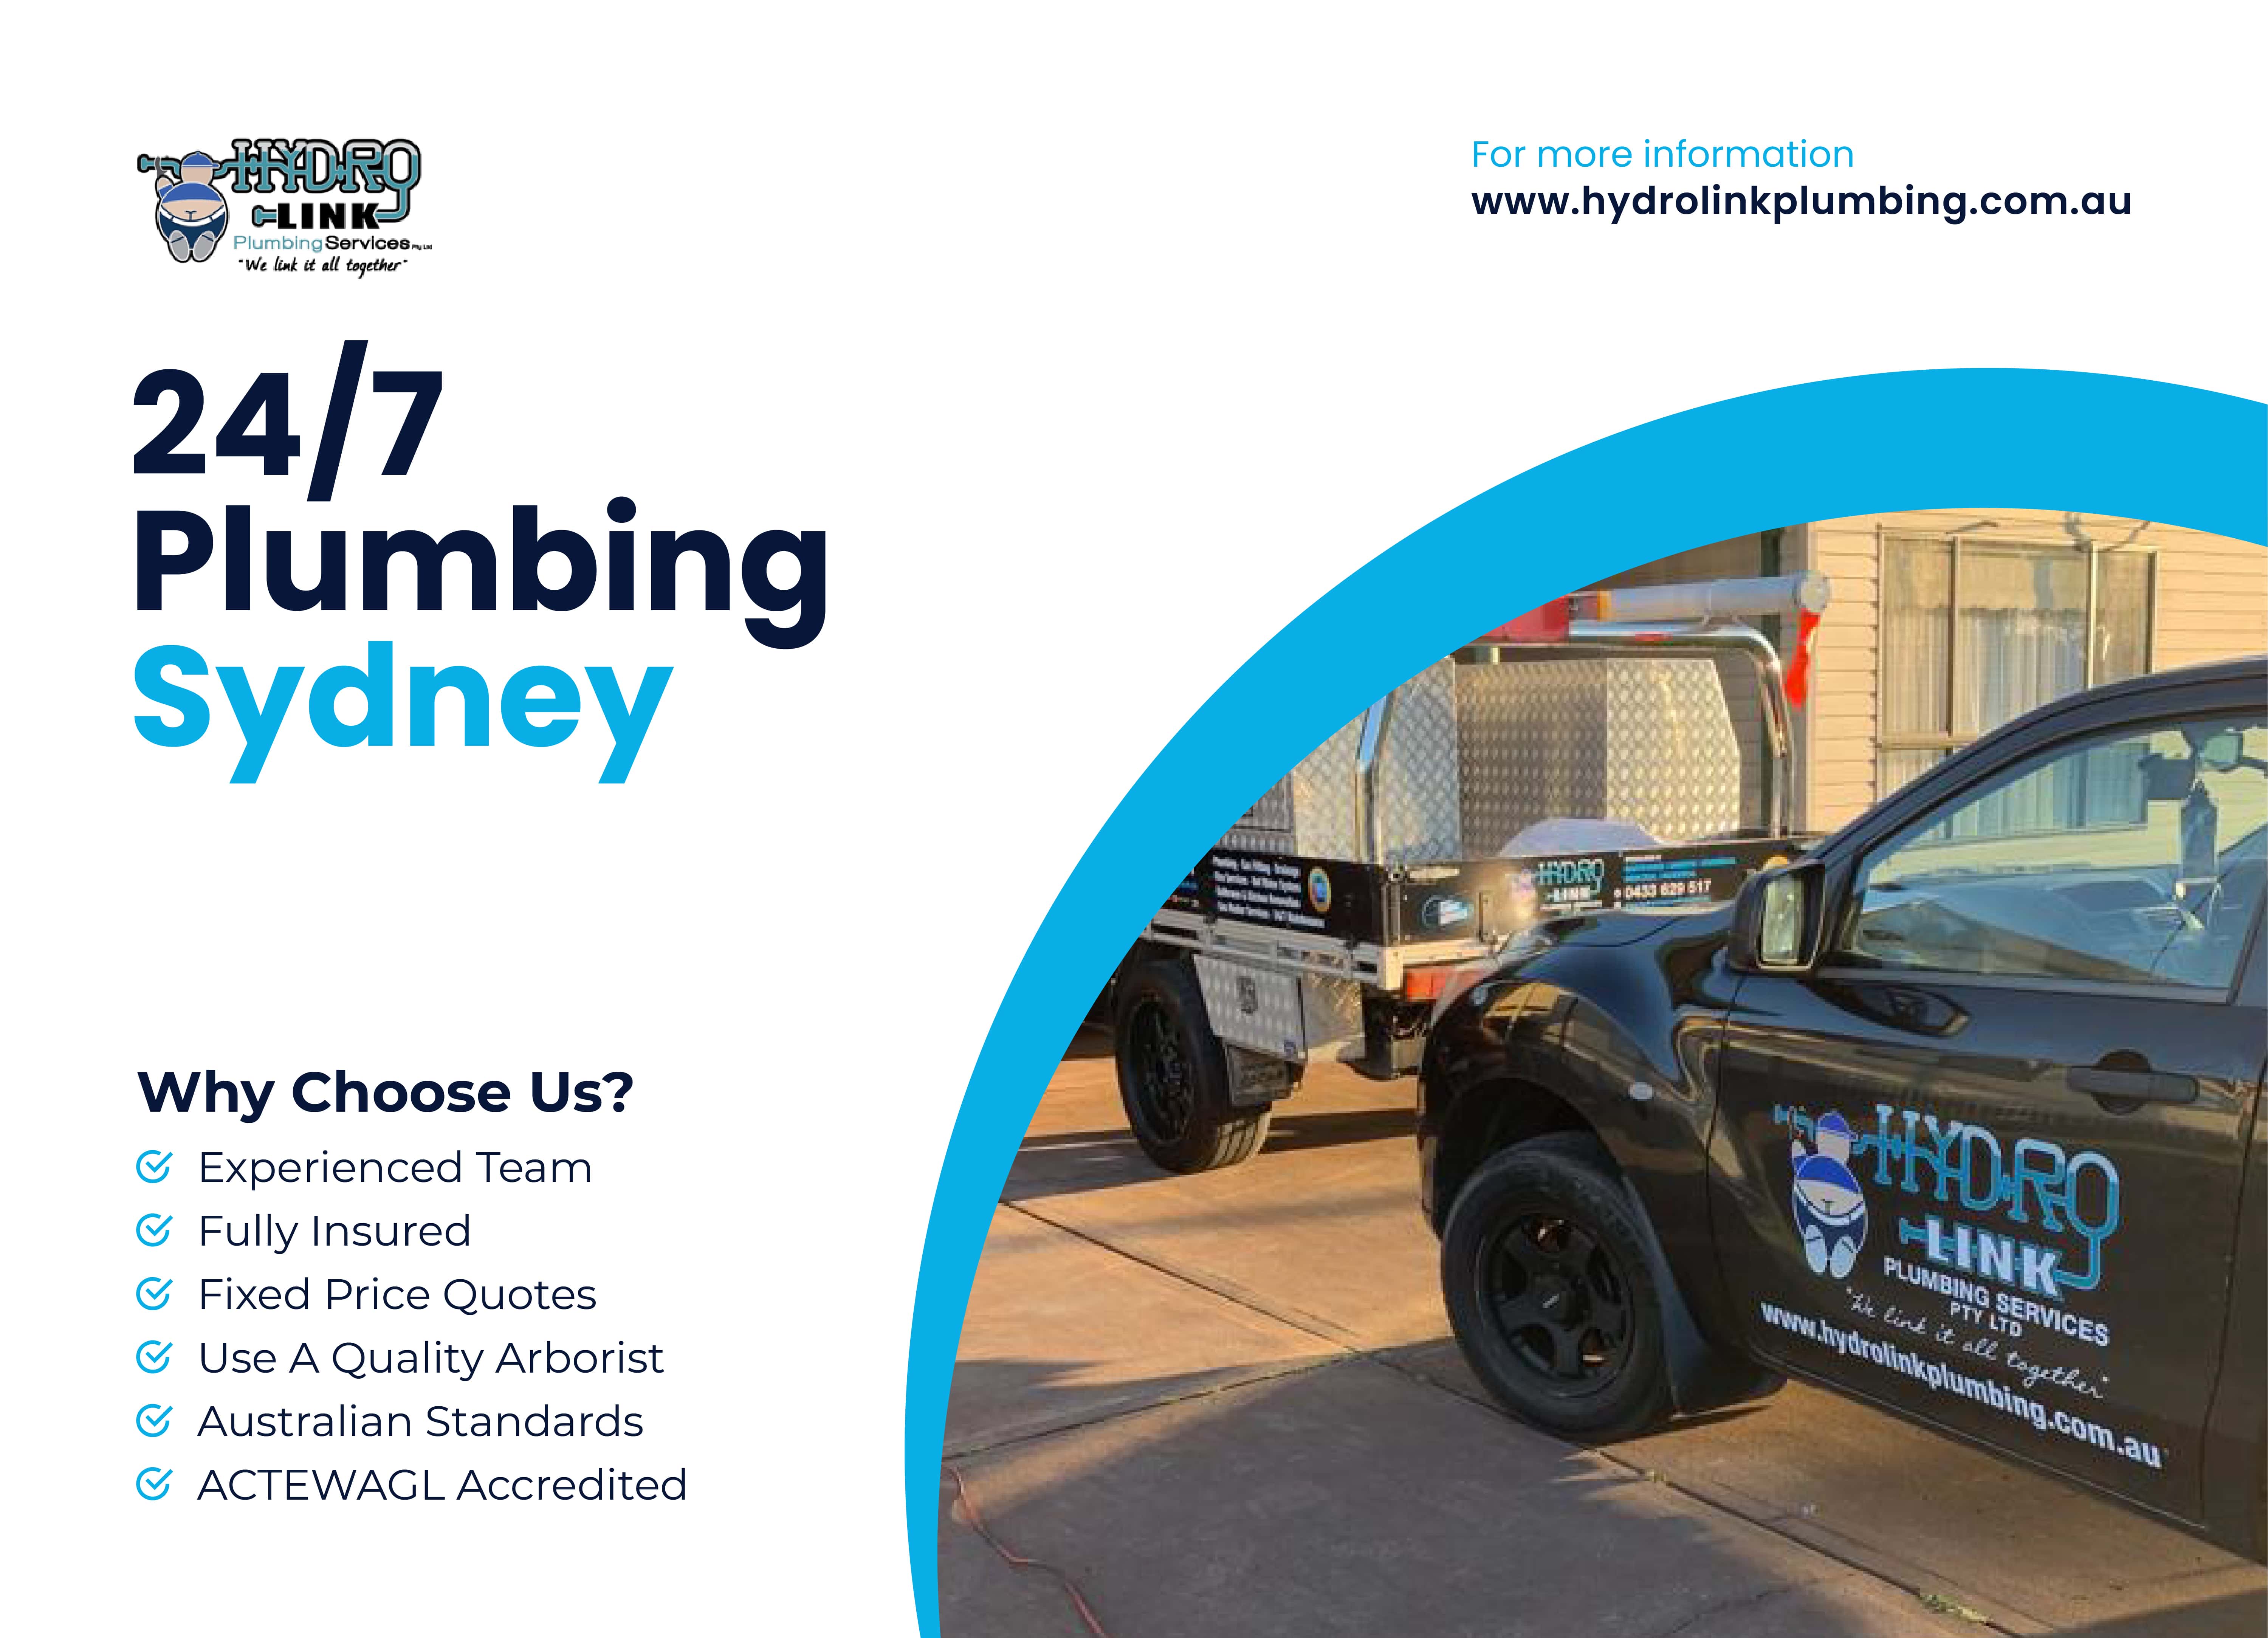 HYDRO
LINK
Plumbing Services Pty Ltd
"We link it all together"
For more information
www.hydrolinkplumbing.com.au
24/7
Plumbing
Sydney
Why Choose Us?
Experienced Team
Fully Insured
Fixed Price Quotes
Use A Quality Arborist
Australian Standards
ACTEWAGL Accredited
HYDRO
LINK
0433 629 517
HYDRO
LINK
PLUMBING SERVICES
PTY LTD
"We link it all together"
www.hydrolinkplumbing.com.au